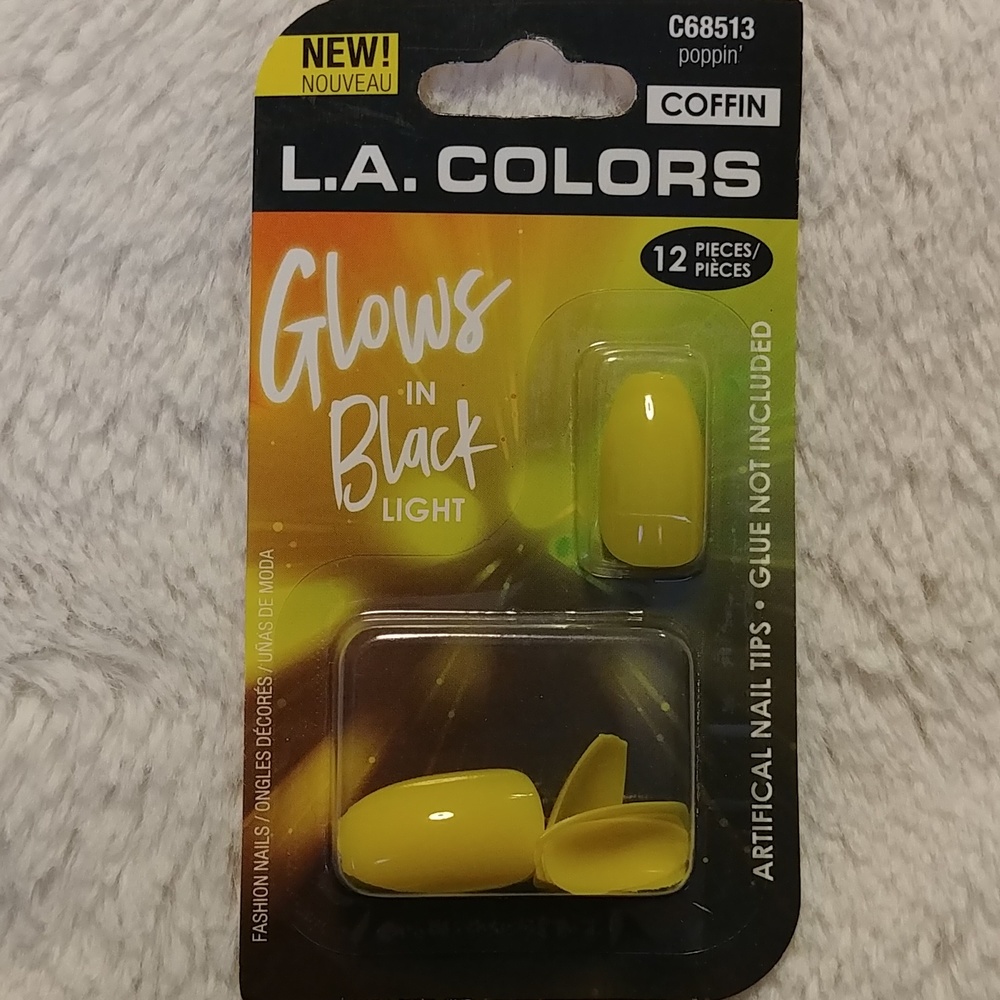 NEW!
NOUVEAU
C68513
poppin'
COFFIN
L.A. COLORS
12 PIECES/
PIÈCES
Glows
IN
Black
LIGHT
FASHION NAILS / ONGLES DÉCORÉS / UÑAS DE MODA
ARTIFICAL NAIL TIPS • GLUE NOT INCLUDED